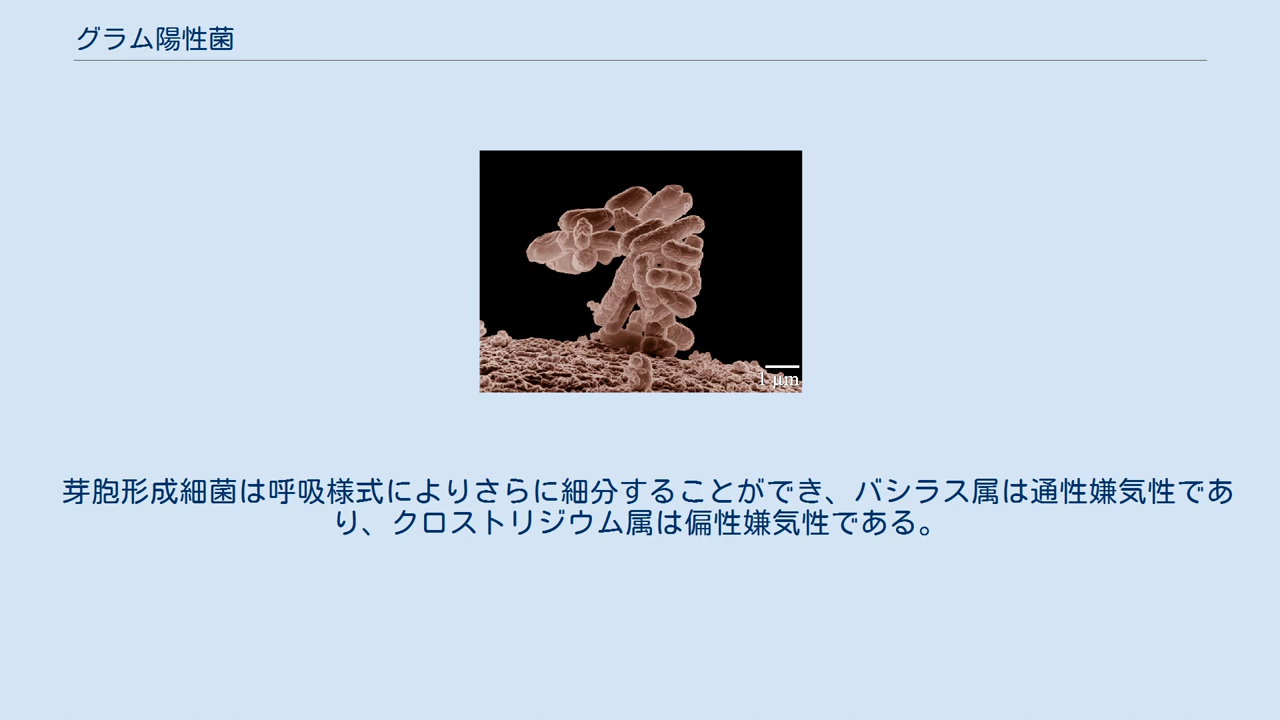 グラム陽性菌
1 µm
芽胞形成細菌は呼吸様式によりさらに細分することができ、バシラス属は通性嫌気性であ
り、クロストリジウム属は偏性嫌気性である。